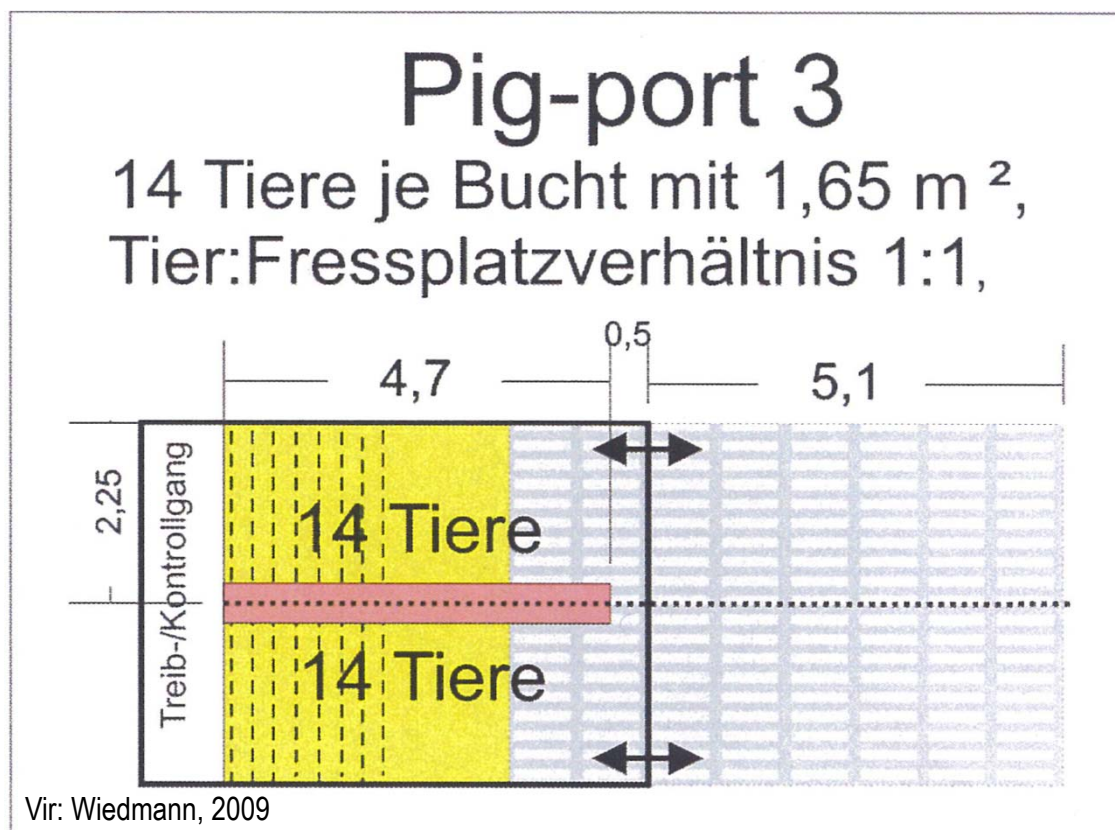 Pig-port 3
14 Tiere je Bucht mit 1,65 m ²,
Tier:Fressplatzverhältnis 1:1,
0,5
4,7
5,1
2,25
Treib-/Kontrollgang
14 Tiere
14 Tiere
Vir: Wiedmann, 2009